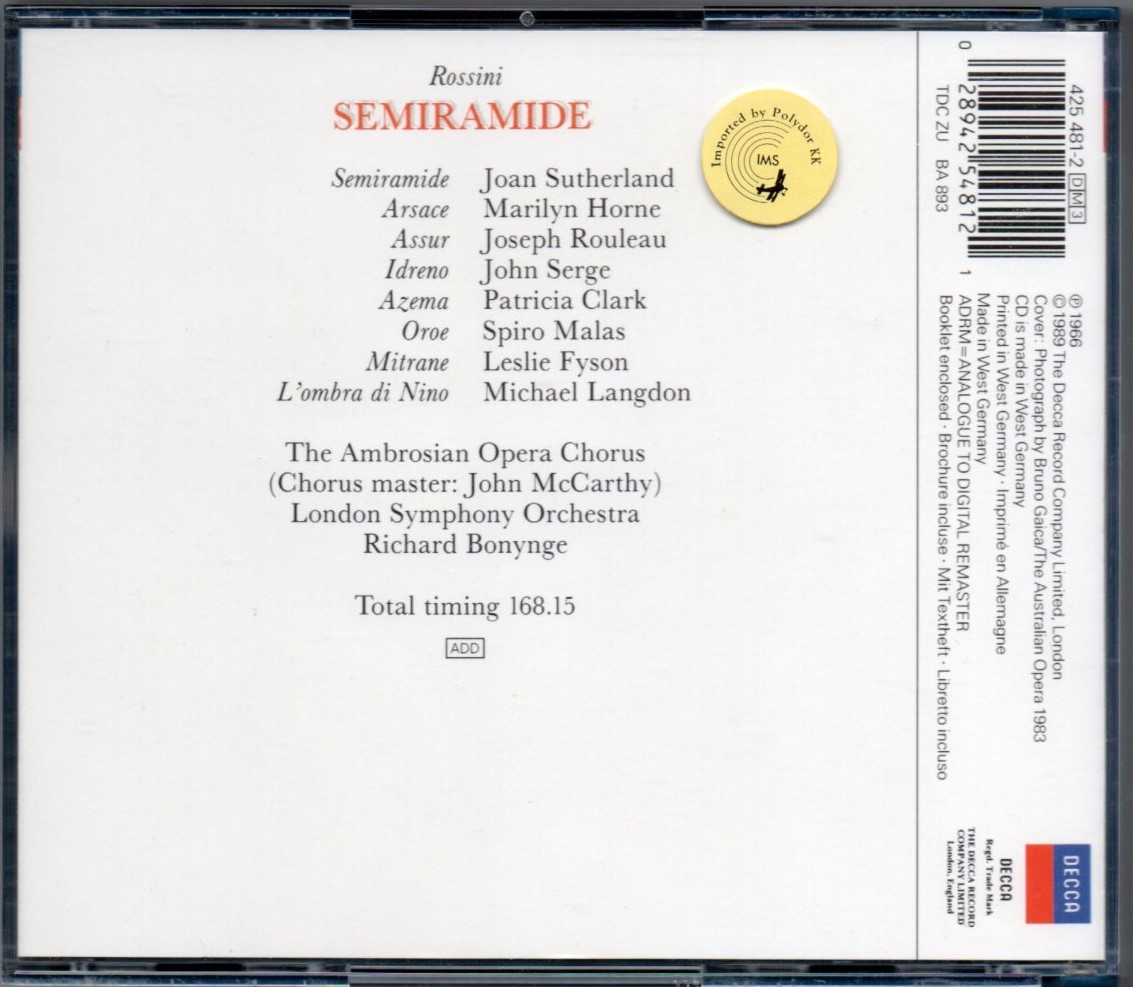 Rossini
SEMIRAMIDE
Semiramide Joan Sutherland
Arsace Marilyn Horne
Assur Joseph Rouleau
Idreno John Serge
Azema Patricia Clark
Oroe Spiro Malas
Mitrane Leslie Fyson
L'ombra di Nino Michael Langdon
The Ambrosian Opera Chorus
(Chorus master: John McCarthy)
London Symphony Orchestra
Richard Bonynge
Total timing 168.15
ADD
Imported by Polydor KK
IMS
425 481-2 DM3
0 28942 54812 1
TDC ZU BA 893
℗ 1966
© 1989 The Decca Record Company Limited, London
Cover: Photograph by Bruno Gaica/The Australian Opera 1983
CD is made in West Germany
Printed in West Germany · Imprimé en Allemagne
Made in West Germany
ADRM=ANALOGUE TO DIGITAL REMASTER
Booklet enclosed · Brochure incluse · Mit Textheft · Libretto incluso
DECCA
DECCA
Regd. Trade Mark
THE DECCA RECORD
COMPANY LIMITED
London, England